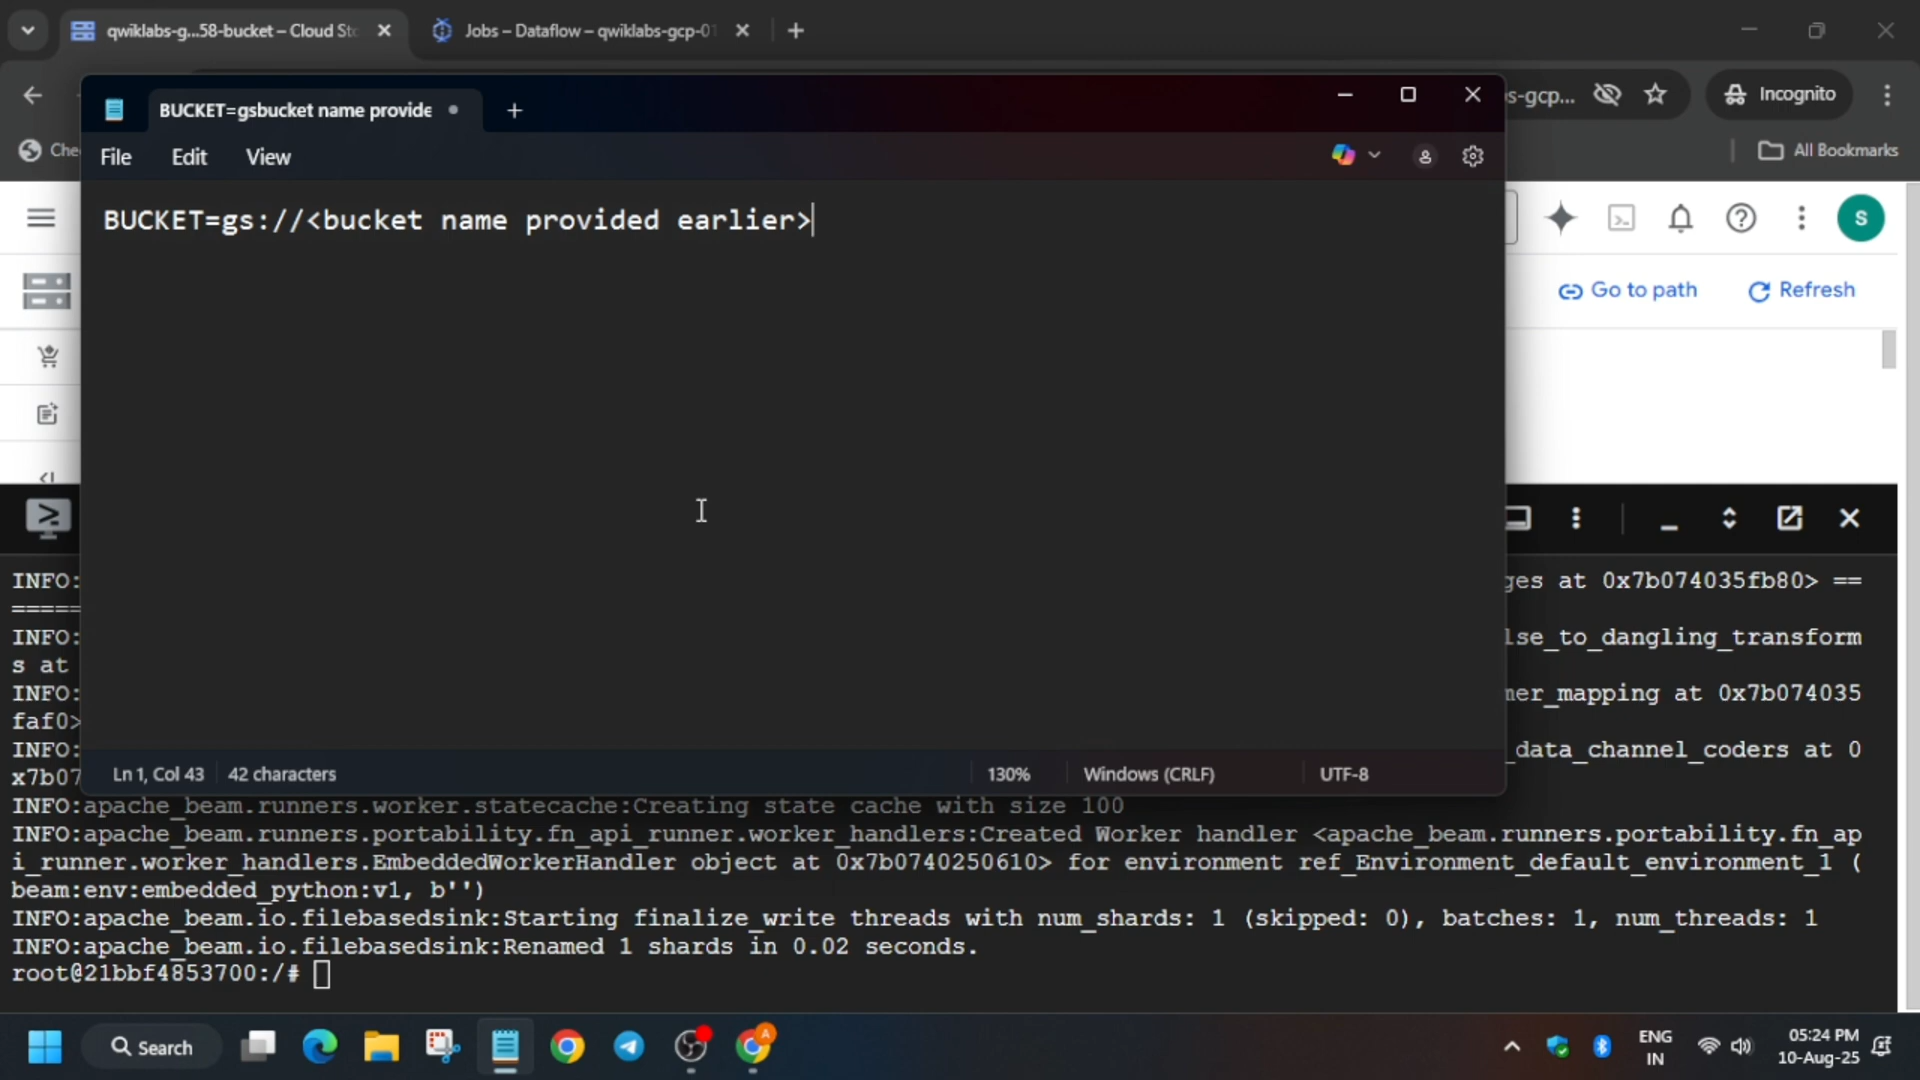 qwiklabs-g...58-bucket – Cloud Sto
Jobs – Dataflow – qwiklabs-gcp-01
s-gcp...
Incognito
Che
All Bookmarks
BUCKET=gsbucket name provide
File
Edit
View
BUCKET=gs://<bucket name provided earlier>
S
Go to path
Refresh
Ln 1, Col 43
42 characters
130%
Windows (CRLF)
UTF-8
INFO:
ges at 0x7b074035fb80> ==
=====
INFO:
lse_to_dangling_transform
s at
INFO:
mer_mapping at 0x7b074035
faf0>
INFO:
_data_channel_coders at 0
x7b07
INFO:apache_beam.runners.worker.statecache:Creating state cache with size 100
INFO:apache_beam.runners.portability.fn_api_runner.worker_handlers:Created Worker handler <apache_beam.runners.portability.fn_ap
i_runner.worker_handlers.EmbeddedWorkerHandler object at 0x7b0740250610> for environment ref_Environment_default_environment_1 (
beam:env:embedded_python:v1, b'')
INFO:apache_beam.io.filebasedsink:Starting finalize_write threads with num_shards: 1 (skipped: 0), batches: 1, num_threads: 1
INFO:apache_beam.io.filebasedsink:Renamed 1 shards in 0.02 seconds.
root@21bbf4853700:/#
Search
A
ENG
IN
05:24 PM
10-Aug-25